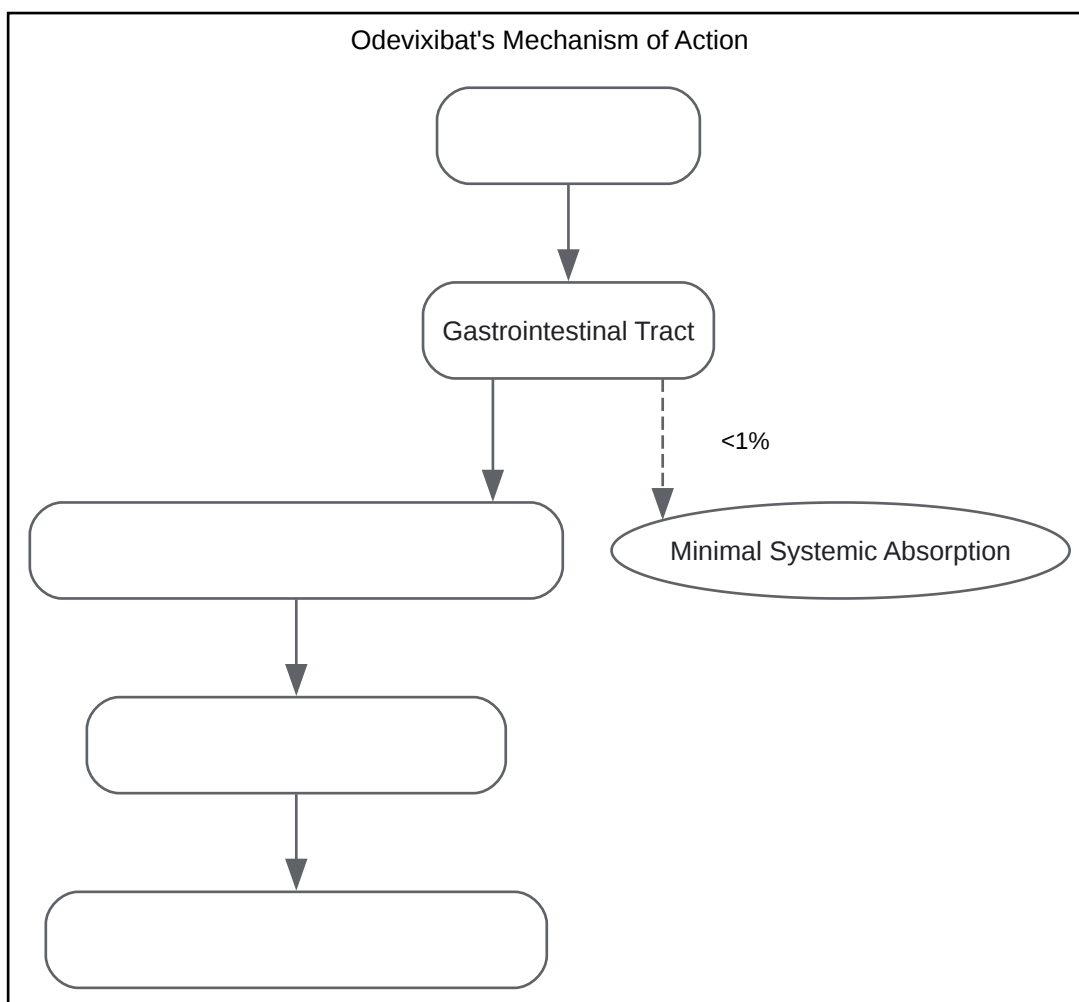 Odevixibat's Mechanism of Action
Gastrointestinal Tract
<1%
Minimal Systemic Absorption